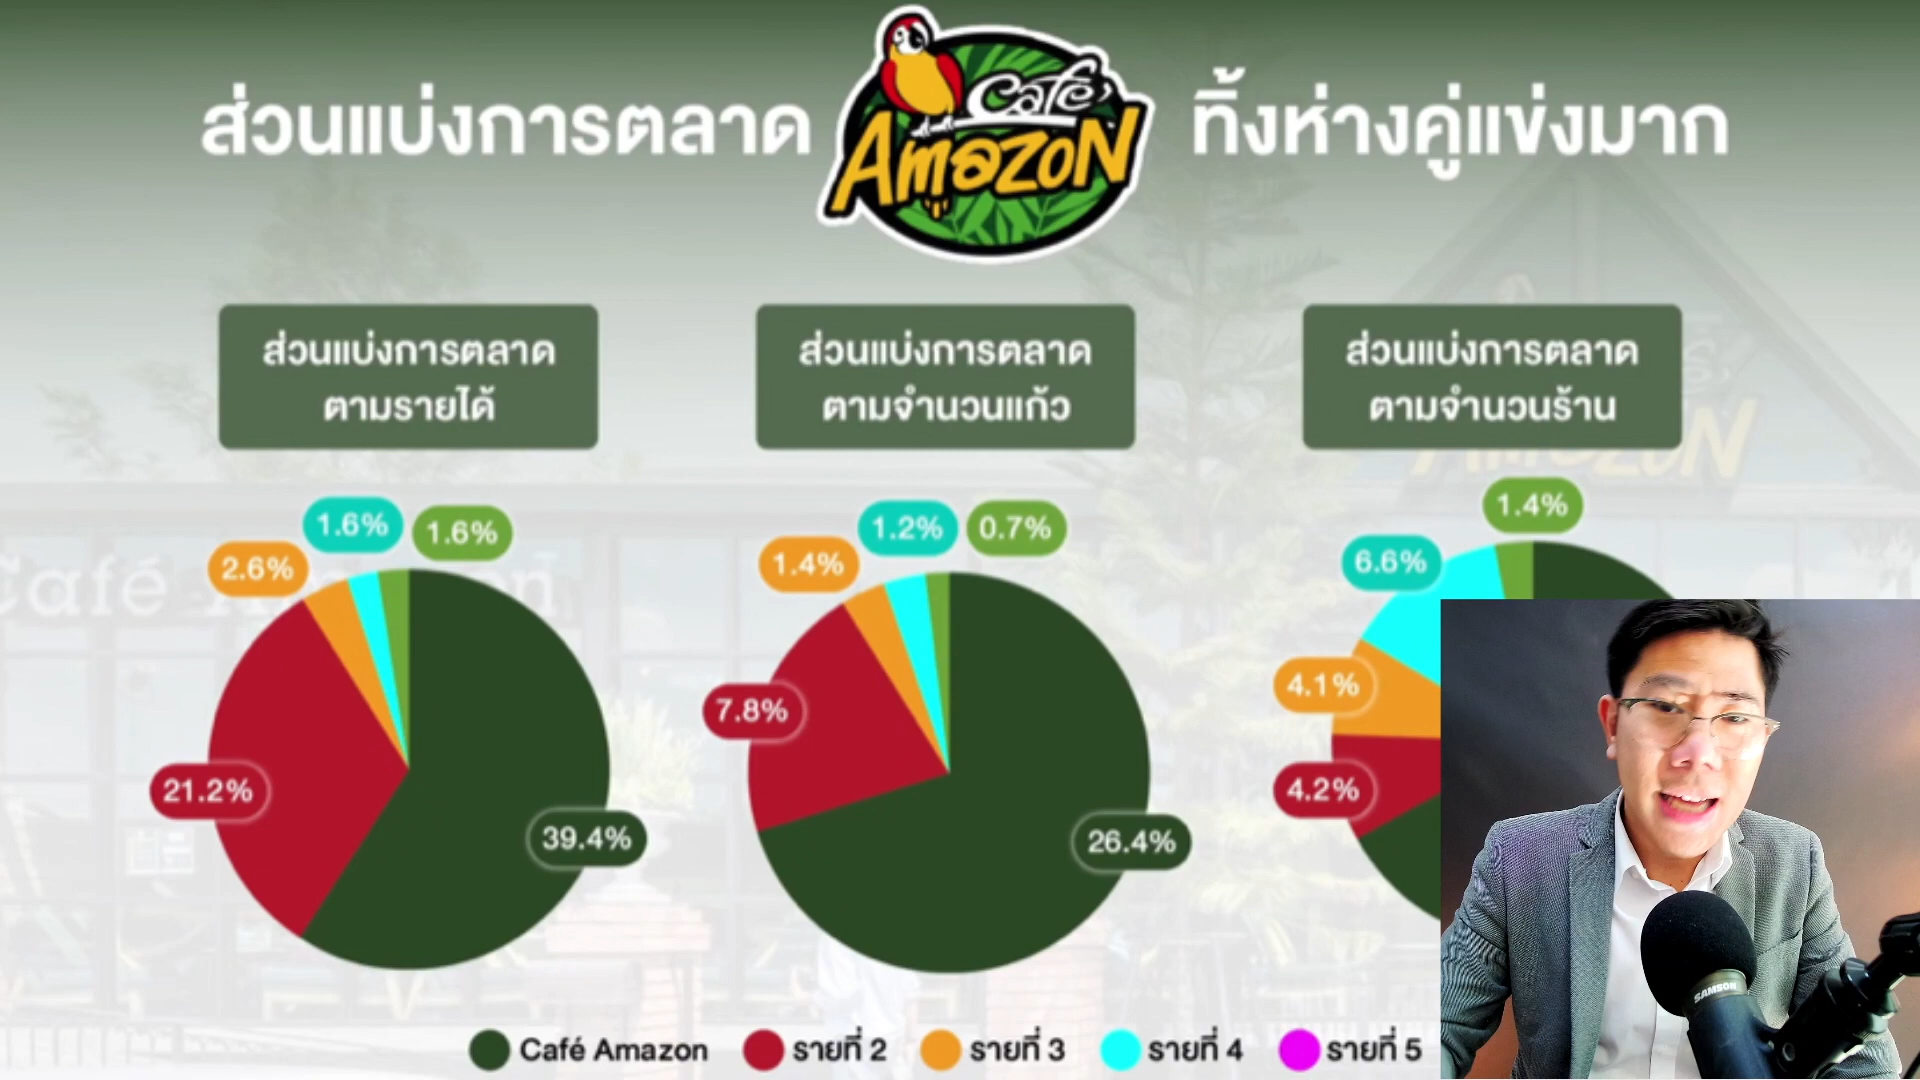 ส่วนแบ่งการตลาด Café Amazon ทิ้งห่างคู่แข่งมาก
ส่วนแบ่งการตลาด
ตามรายได้
ส่วนแบ่งการตลาด
ตามจำนวนแก้ว
ส่วนแบ่งการตลาด
ตามจำนวนร้าน
2.6%
1.6%
1.6%
21.2%
39.4%
1.4%
1.2%
0.7%
7.8%
26.4%
1.4%
6.6%
4.1%
4.2%
Café Amazon
รายที่ 2
รายที่ 3
รายที่ 4
รายที่ 5
SAMSON